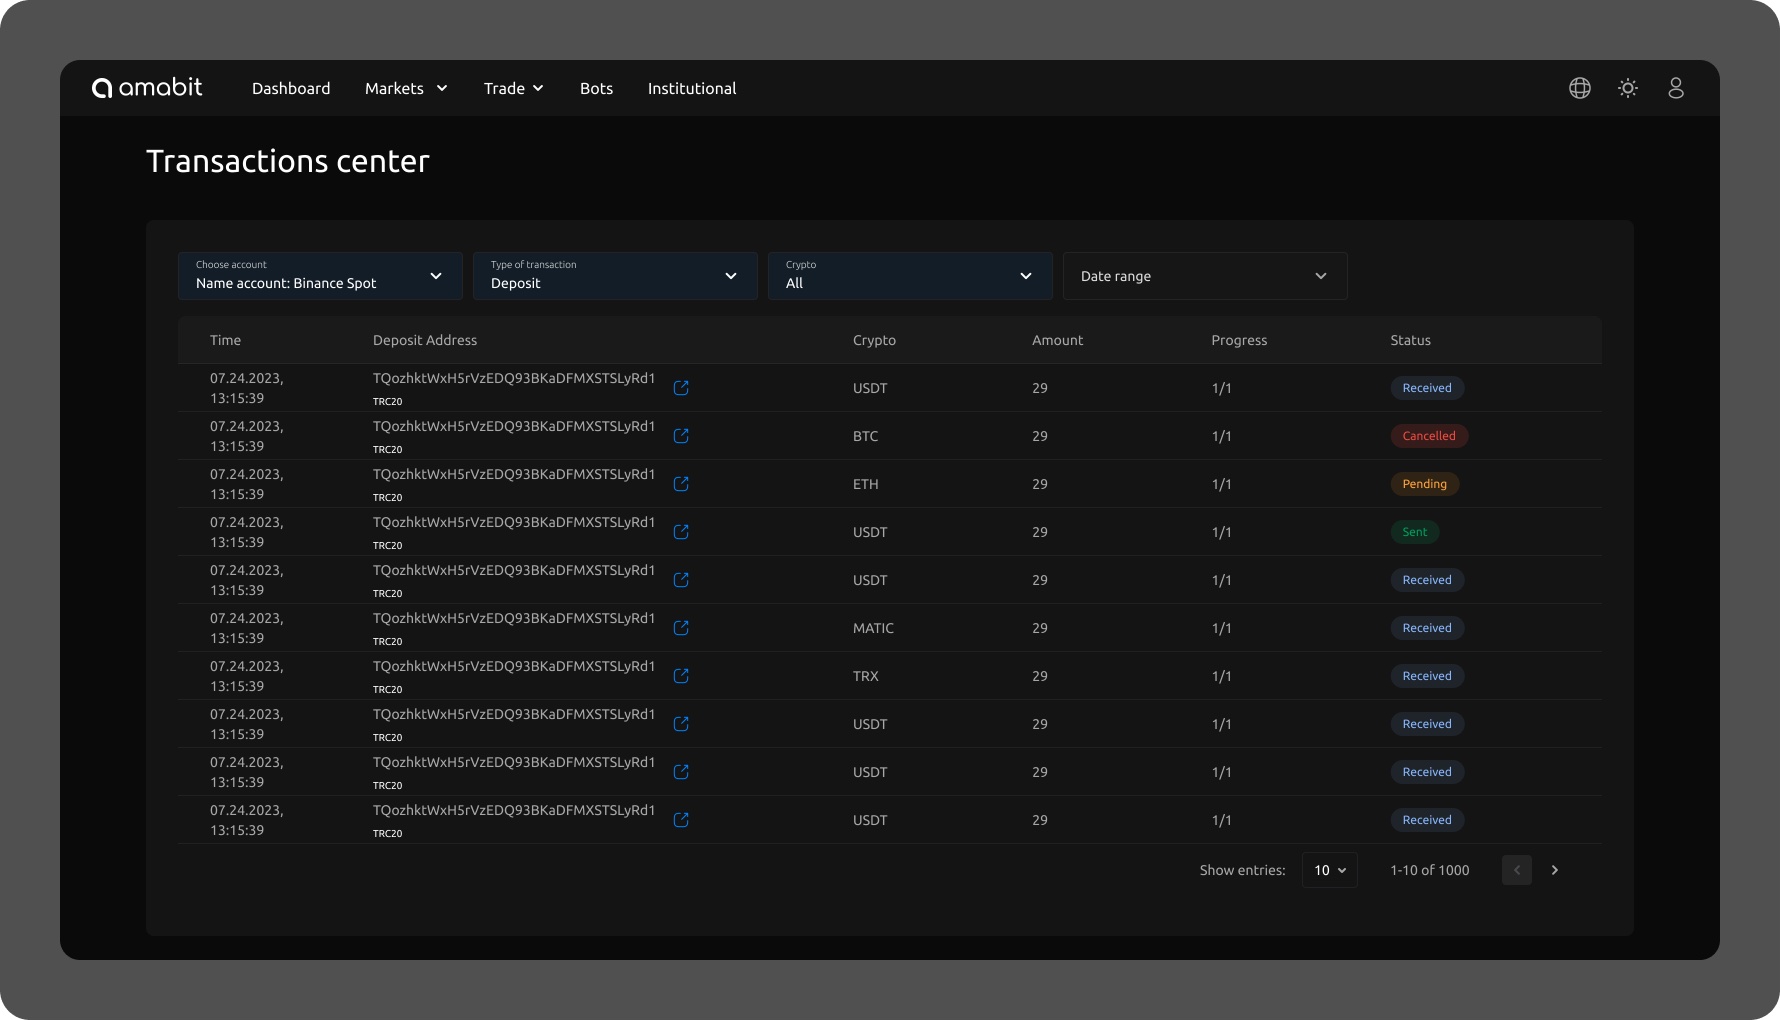 amabit Dashboard Markets Trade Bots Institutional
Transactions center
Choose account Type of transaction Crypto
Name account: Binance Spot Deposit All Date range
Time Deposit Address Crypto Amount Progress Status
07.24.2023, TQozhktWxH5rVzEDQ93BKaDFMXSTSLyRd1 USDT 29 1/1 Received
13:15:39 TRC20
07.24.2023, TQozhktWxH5rVzEDQ93BKaDFMXSTSLyRd1 BTC 29 1/1 Cancelled
13:15:39 TRC20
07.24.2023, TQozhktWxH5rVzEDQ93BKaDFMXSTSLyRd1 ETH 29 1/1 Pending
13:15:39 TRC20
07.24.2023, TQozhktWxH5rVzEDQ93BKaDFMXSTSLyRd1 USDT 29 1/1 Sent
13:15:39 TRC20
07.24.2023, TQozhktWxH5rVzEDQ93BKaDFMXSTSLyRd1 USDT 29 1/1 Received
13:15:39 TRC20
07.24.2023, TQozhktWxH5rVzEDQ93BKaDFMXSTSLyRd1 MATIC 29 1/1 Received
13:15:39 TRC20
07.24.2023, TQozhktWxH5rVzEDQ93BKaDFMXSTSLyRd1 TRX 29 1/1 Received
13:15:39 TRC20
07.24.2023, TQozhktWxH5rVzEDQ93BKaDFMXSTSLyRd1 USDT 29 1/1 Received
13:15:39 TRC20
07.24.2023, TQozhktWxH5rVzEDQ93BKaDFMXSTSLyRd1 USDT 29 1/1 Received
13:15:39 TRC20
07.24.2023, TQozhktWxH5rVzEDQ93BKaDFMXSTSLyRd1 USDT 29 1/1 Received
13:15:39 TRC20
Show entries: 10 1-10 of 1000